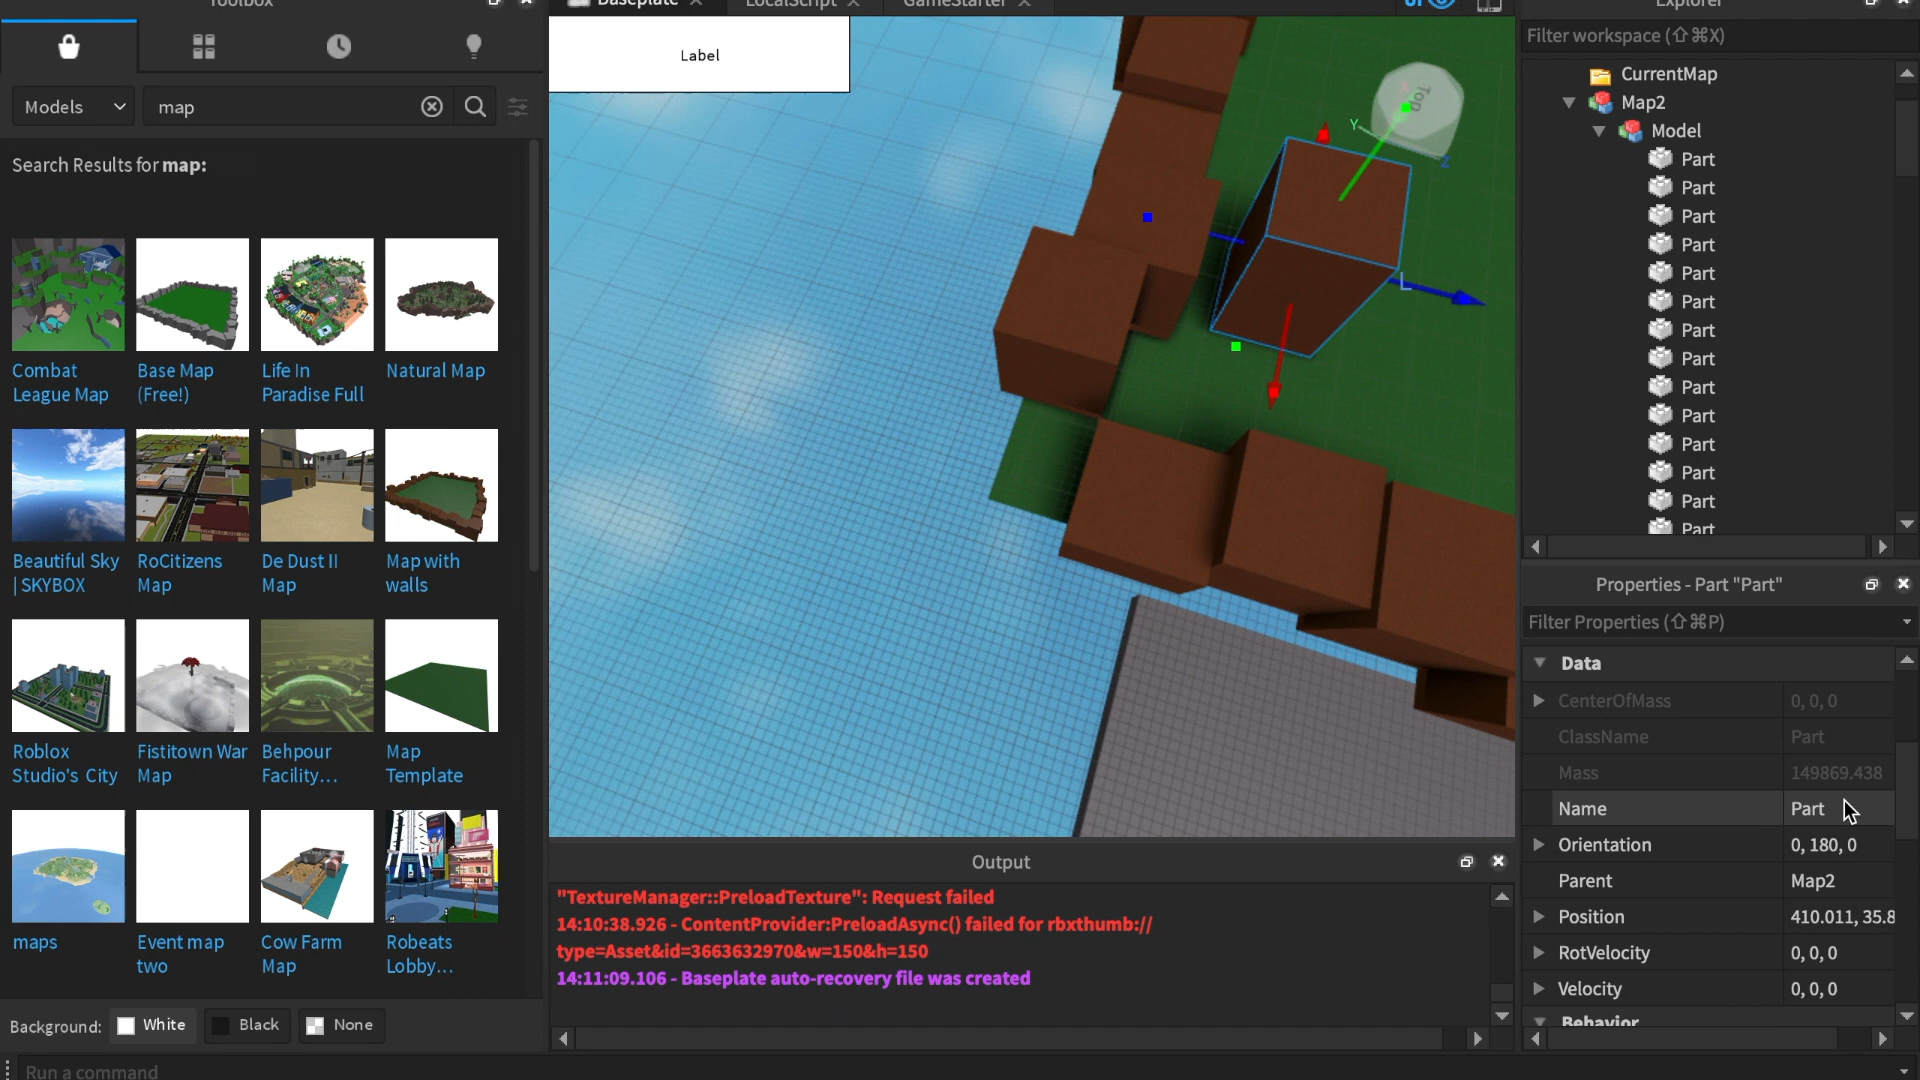 Toolbox
Baseplate
LocalScript
GameStarter
UI
Explorer
Models
map
Label
Filter workspace (⇧⌘X)
CurrentMap
Map2
Model
Part
Part
Part
Part
Part
Part
Part
Part
Part
Part
Part
Part
Part
Part
Search Results for map:
Combat
League Map
Base Map
(Free!)
Life In
Paradise Full
Natural Map
Beautiful Sky
| SKYBOX
RoCitizens
Map
De Dust II
Map
Map with
walls
Roblox
Studio's City
Fistitown War
Map
Behpour
Facility...
Map
Template
maps
Event map
two
Cow Farm
Map
Robeats
Lobby...
Background:
White
Black
None
Top
Y
Z
L
Output
"TextureManager::PreloadTexture": Request failed
14:10:38.926 - ContentProvider:PreloadAsync() failed for rbxthumb://
type=Asset&id=3663632970&w=150&h=150
14:11:09.106 - Baseplate auto-recovery file was created
Properties - Part "Part"
Filter Properties (⇧⌘P)
Data
CenterOfMass 0, 0, 0
ClassName Part
Mass 149869.438
Name Part
Orientation 0, 180, 0
Parent Map2
Position 410.011, 35.8
RotVelocity 0, 0, 0
Velocity 0, 0, 0
Behavior
Run a command